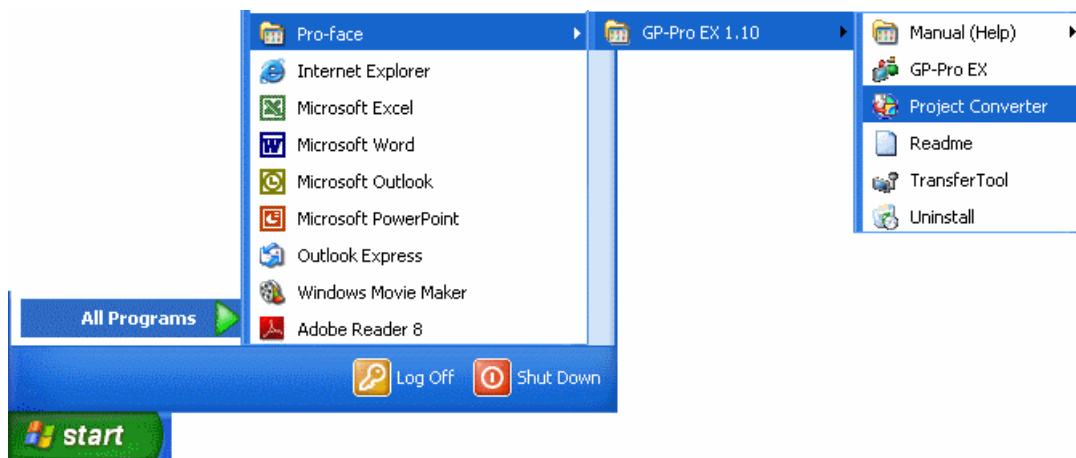 Pro-face
Internet Explorer
Microsoft Excel
Microsoft Word
Microsoft Outlook
Microsoft PowerPoint
Outlook Express
Windows Movie Maker
Adobe Reader 8
GP-Pro EX 1.10
Manual (Help)
GP-Pro EX
Project Converter
Readme
TransferTool
Uninstall
All Programs
Log Off
Shut Down
start